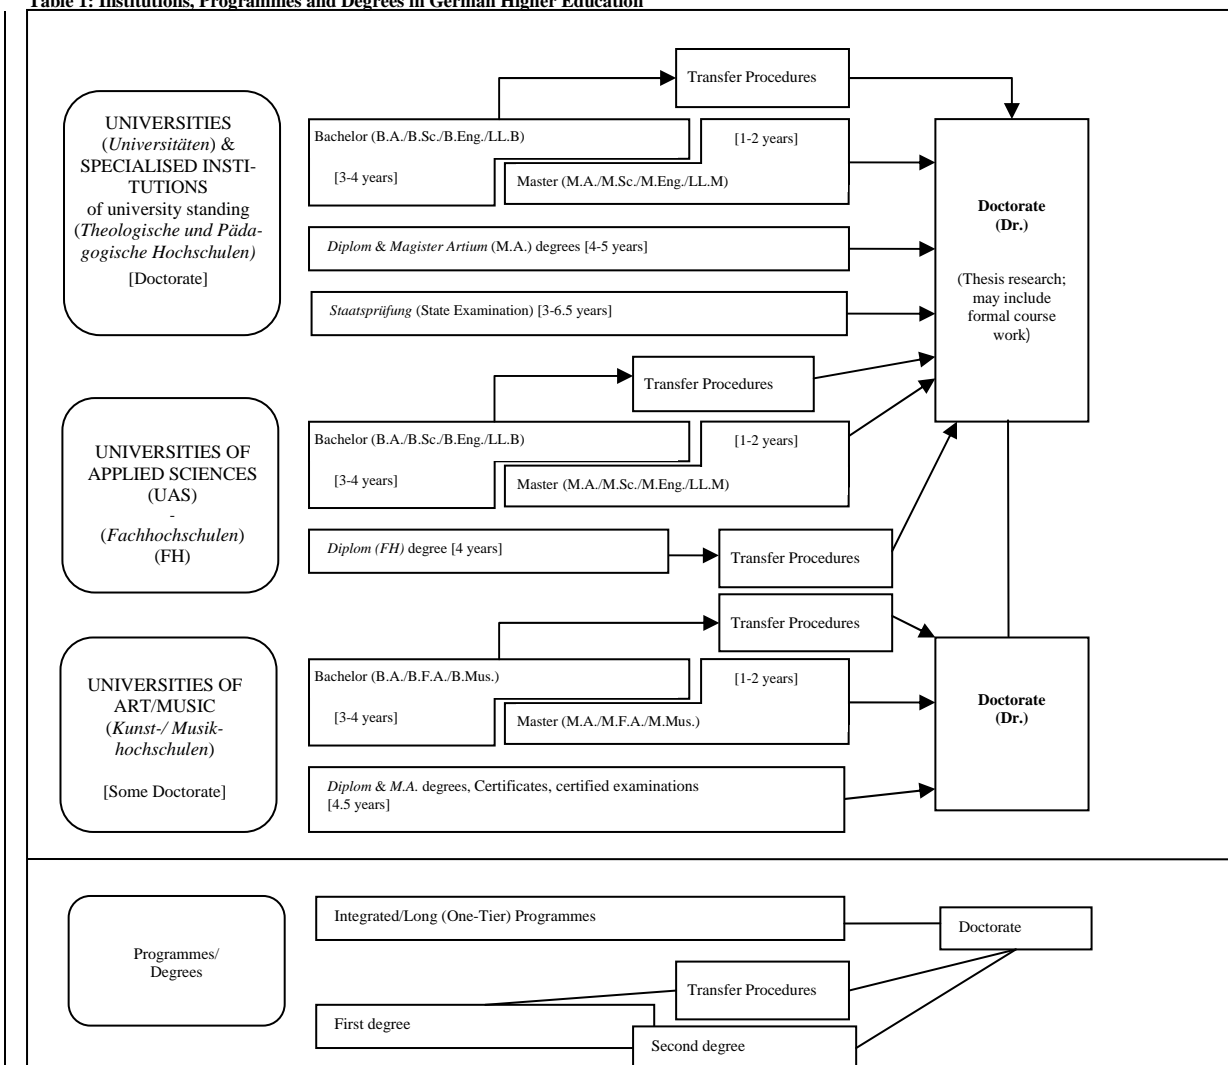 Table 1: Institutions, Programmes and Degrees in German Higher Education
Transfer Procedures
UNIVERSITIES
(Universitäten) &
SPECIALISED INSTI-
TUTIONS
of university standing
(Theologische und Päda-
gogische Hochschulen)
[Doctorate]
Bachelor (B.A./B.Sc./B.Eng./LL.B)
[3-4 years]
[1-2 years]
Master (M.A./M.Sc./M.Eng./LL.M)
Diplom & Magister Artium (M.A.) degrees [4-5 years]
Staatsprüfung (State Examination) [3-6.5 years]
Doctorate
(Dr.)
(Thesis research;
may include
formal course
work)
Transfer Procedures
UNIVERSITIES OF
APPLIED SCIENCES
(UAS)
-
(Fachhochschulen)
(FH)
Bachelor (B.A./B.Sc./B.Eng./LL.B)
[3-4 years]
[1-2 years]
Master (M.A./M.Sc./M.Eng./LL.M)
Diplom (FH) degree [4 years]
Transfer Procedures
Transfer Procedures
UNIVERSITIES OF
ART/MUSIC
(Kunst-/ Musik-
hochschulen)
[Some Doctorate]
Bachelor (B.A./B.F.A./B.Mus.)
[3-4 years]
[1-2 years]
Master (M.A./M.F.A./M.Mus.)
Diplom & M.A. degrees, Certificates, certified examinations
[4.5 years]
Doctorate
(Dr.)
Programmes/
Degrees
Integrated/Long (One-Tier) Programmes
Doctorate
Transfer Procedures
First degree
Second degree